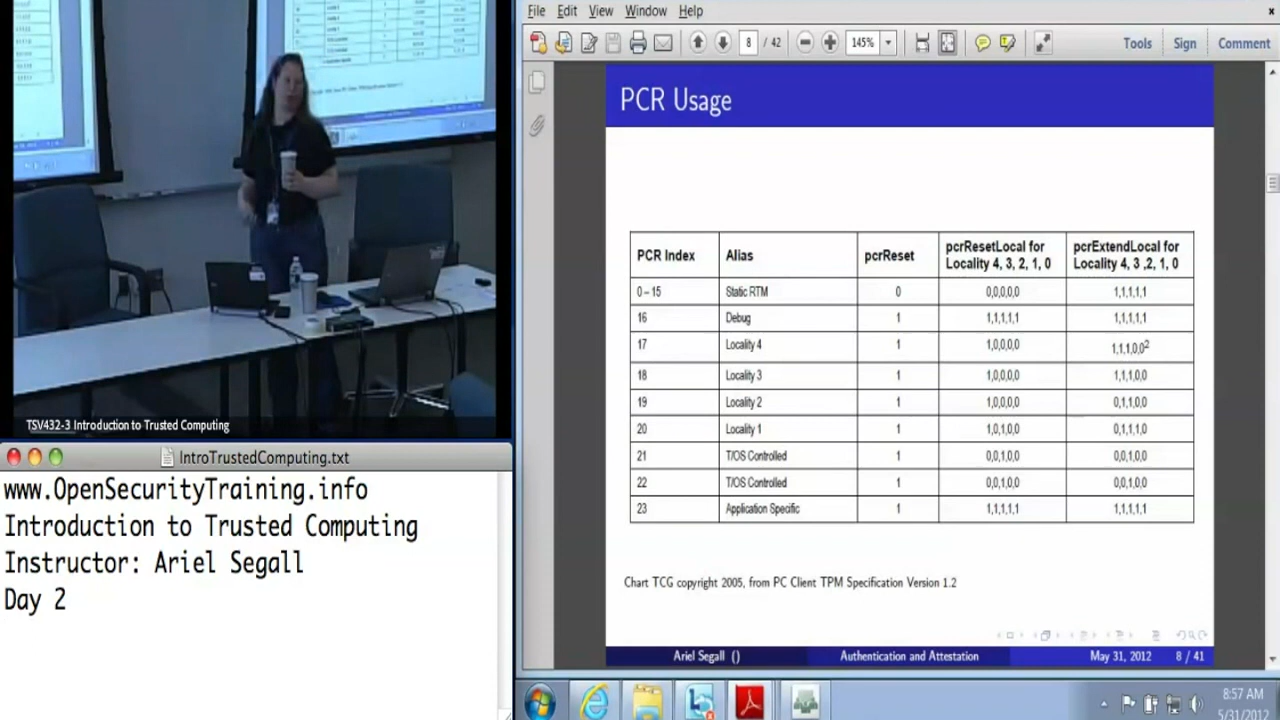 TSV432-3 Introduction to Trusted Computing
IntroTrustedComputing.txt
www.OpenSecurityTraining.info
Introduction to Trusted Computing
Instructor: Ariel Segall
Day 2
File Edit View Window Help
8 / 42 145% Tools Sign Comment
PCR Usage
PCR Index Alias pcrReset pcrResetLocal for Locality 4, 3, 2, 1, 0 pcrExtendLocal for Locality 4, 3 ,2, 1, 0
0 – 15 Static RTM 0 0,0,0,0,0 1,1,1,1,1
16 Debug 1 1,1,1,1,1 1,1,1,1,1
17 Locality 4 1 1,0,0,0,0 1,1,1,0,0²
18 Locality 3 1 1,0,0,0,0 1,1,1,0,0
19 Locality 2 1 1,0,0,0,0 0,1,1,0,0
20 Locality 1 1 1,0,1,0,0 0,1,1,1,0
21 T/OS Controlled 1 0,0,1,0,0 0,0,1,0,0
22 T/OS Controlled 1 0,0,1,0,0 0,0,1,0,0
23 Application Specific 1 1,1,1,1,1 1,1,1,1,1
Chart TCG copyright 2005, from PC Client TPM Specification Version 1.2
Ariel Segall () Authentication and Attestation May 31, 2012 8 / 41
8:57 AM
5/31/2012